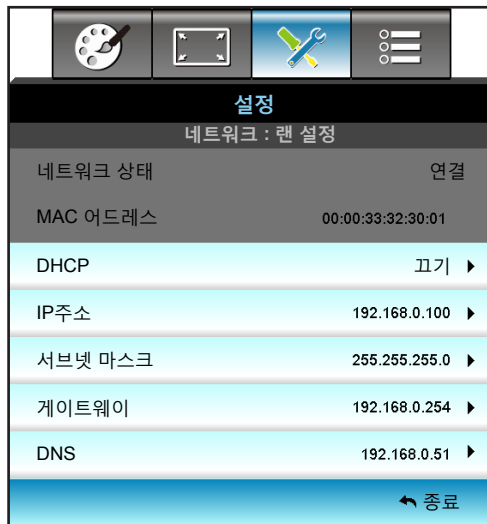 설정
네트워크 : 랜 설정
네트워크 상태 연결
MAC 어드레스 00:00:33:32:30:01
DHCP 끄기
IP주소 192.168.0.100
서브넷 마스크 255.255.255.0
게이트웨이 192.168.0.254
DNS 192.168.0.51
종료